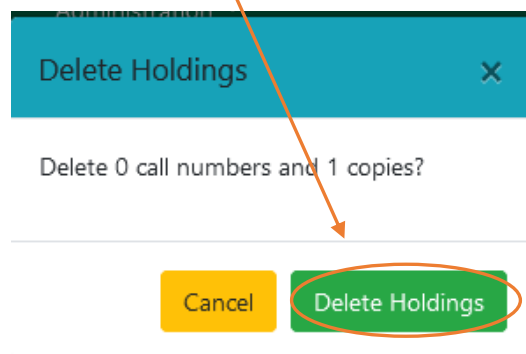 Administration
Delete Holdings ×
Delete 0 call numbers and 1 copies?
Cancel Delete Holdings